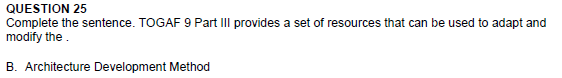 QUESTION 25
Complete the sentence. TOGAF 9 Part III provides a set of resources that can be used to adapt and
modify the .
B. Architecture Development Method